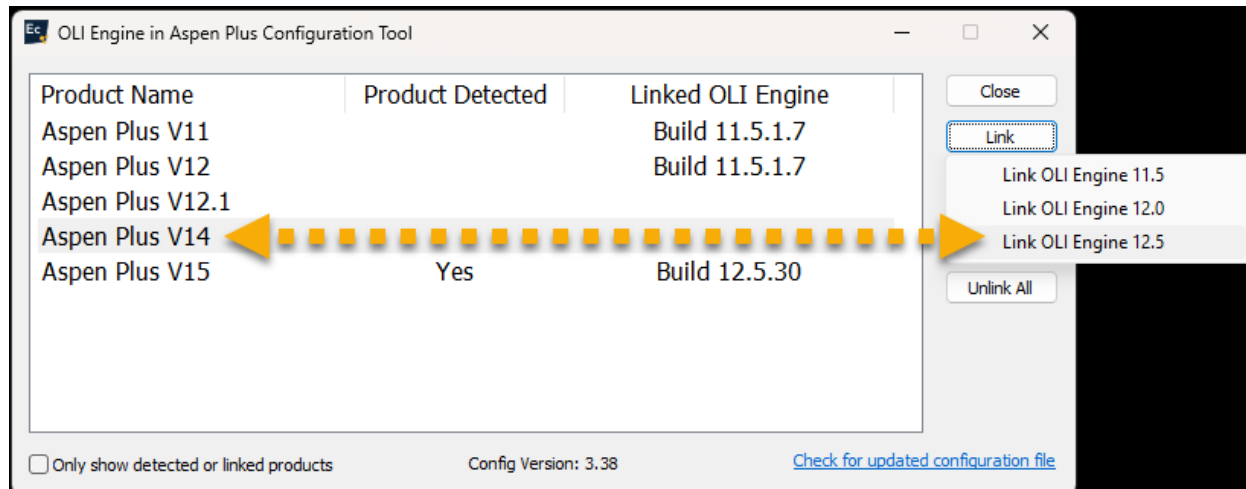 Ec OLI Engine in Aspen Plus Configuration Tool
Product Name Product Detected Linked OLI Engine
Aspen Plus V11 Build 11.5.1.7
Aspen Plus V12 Build 11.5.1.7
Aspen Plus V12.1
Aspen Plus V14
Aspen Plus V15 Yes Build 12.5.30
Close
Link
Link OLI Engine 11.5
Link OLI Engine 12.0
Link OLI Engine 12.5
Unlink All
Only show detected or linked products Config Version: 3.38 Check for updated configuration file